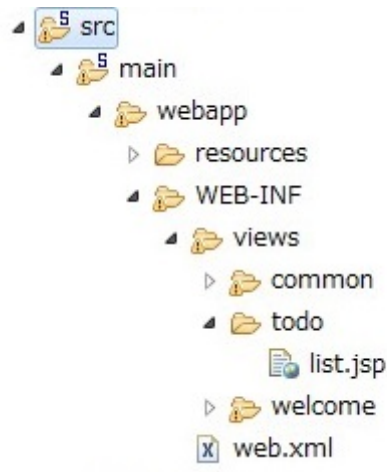 src
main
webapp
resources
WEB-INF
views
common
todo
list.jsp
welcome
web.xml